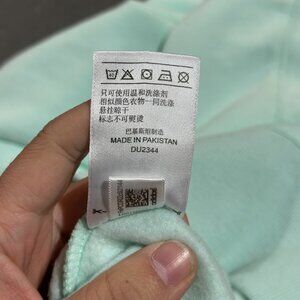 只可使用温和洗涤剂
相似颜色衣物一同洗涤
悬挂晾干
标志不可熨烫
巴基斯坦制造
MADE IN PAKISTAN
DU2344